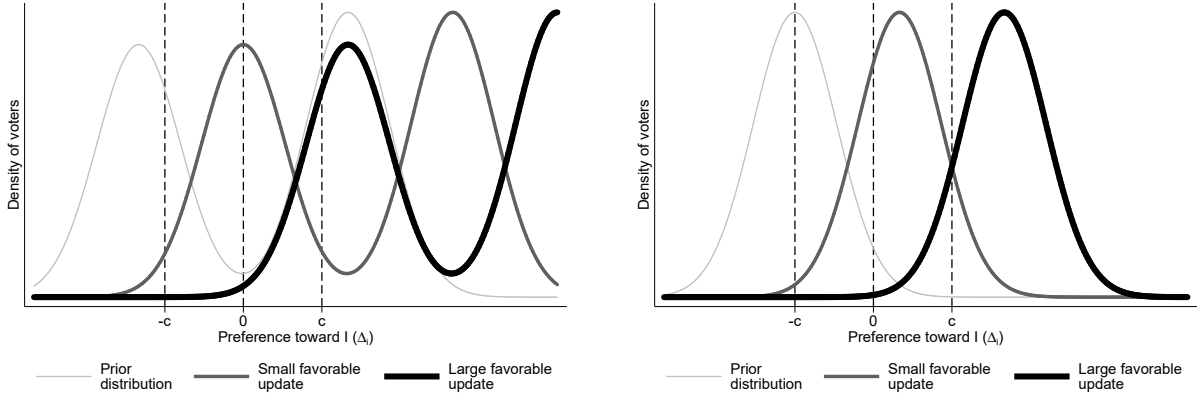 Density of voters
-c
0
c
Preference toward I (Δᵢ)
Prior
distribution
Small favorable
update
Large favorable
update
Density of voters
-c
0
c
Preference toward I (Δᵢ)
Prior
distribution
Small favorable
update
Large favorable
update